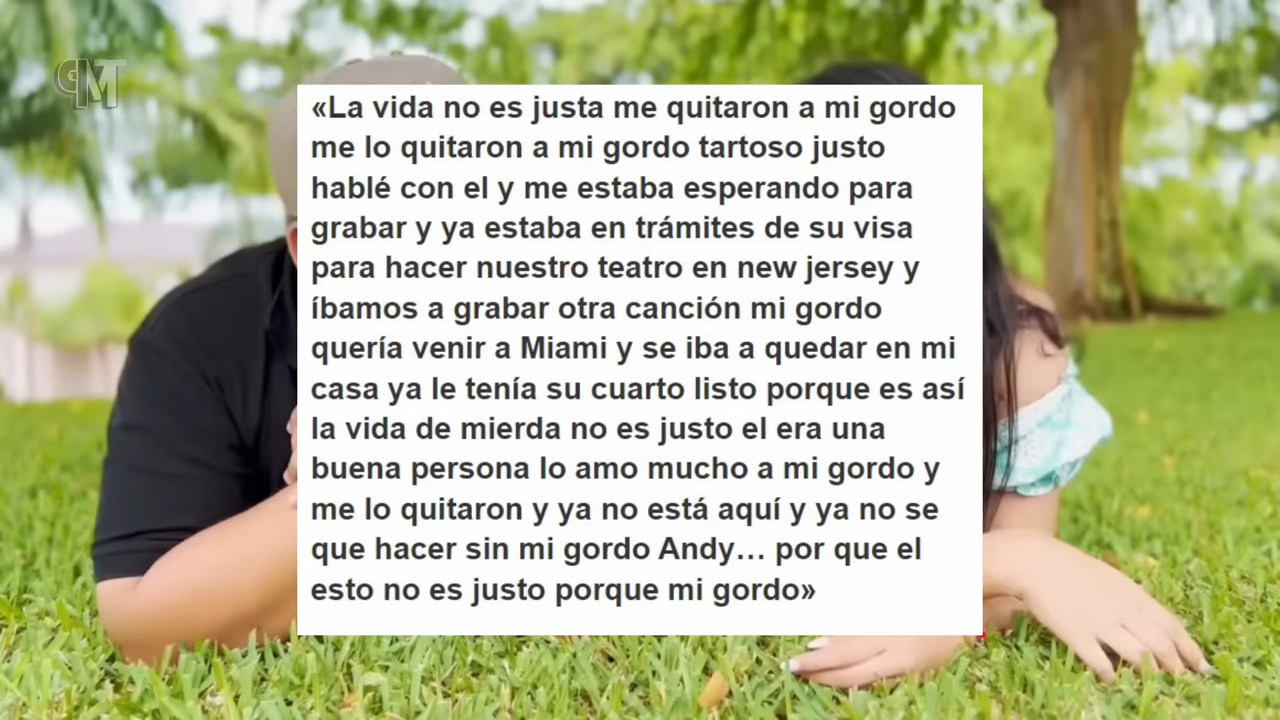 PMT
«La vida no es justa me quitaron a mi gordo
me lo quitaron a mi gordo tartoso justo
hablé con el y me estaba esperando para
grabar y ya estaba en trámites de su visa
para hacer nuestro teatro en new jersey y
íbamos a grabar otra canción mi gordo
quería venir a Miami y se iba a quedar en mi
casa ya le tenía su cuarto listo porque es así
la vida de mierda no es justo el era una
buena persona lo amo mucho a mi gordo y
me lo quitaron y ya no está aquí y ya no se
que hacer sin mi gordo Andy… por que el
esto no es justo porque mi gordo»